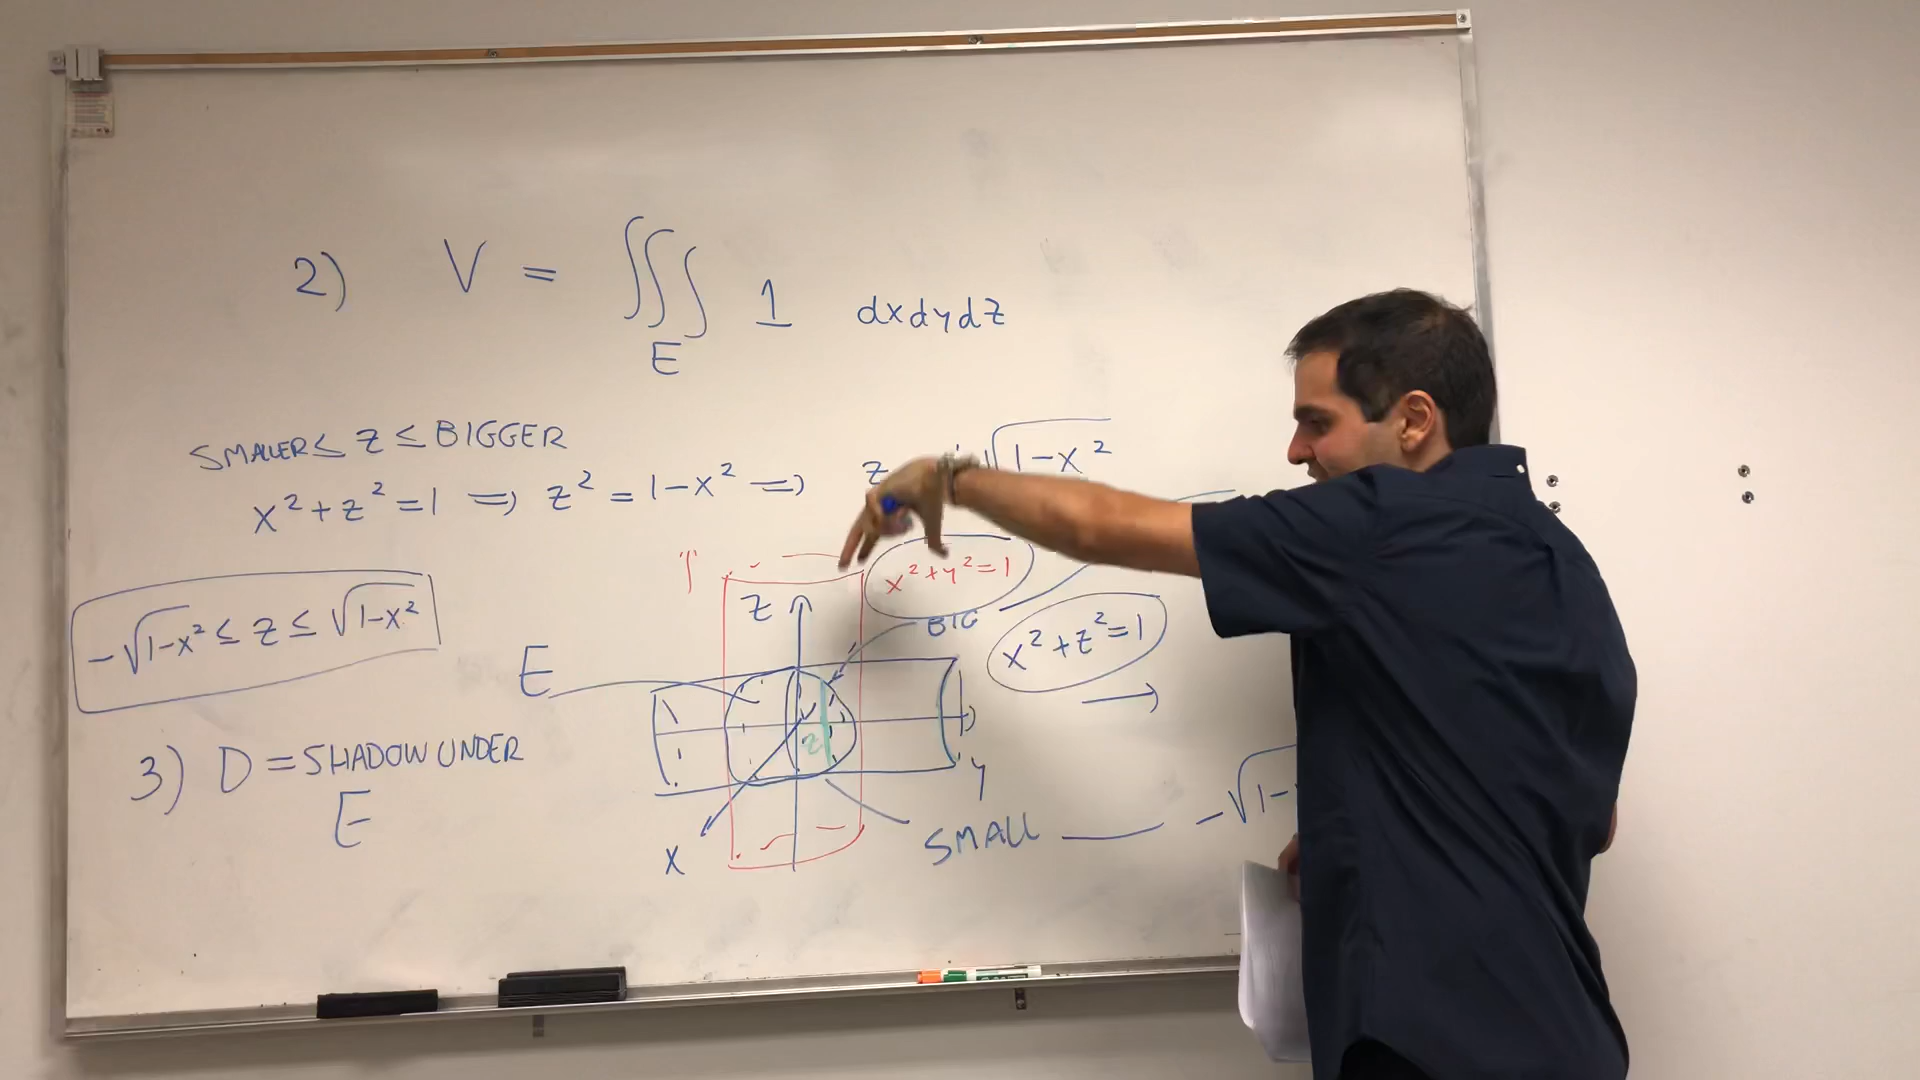 2) V = ∭_E 1 dxdydz
SMALLER ≤ z ≤ BIGGER
x² + z² = 1 ⇒ z² = 1-x² ⇒ z √1-x²
-√1-x² ≤ z ≤ √1-x²
x²+y²=1
z
BIG
x²+z²=1
E
z
3) D = SHADOW UNDER
E
y
x
SMALL — -√1-